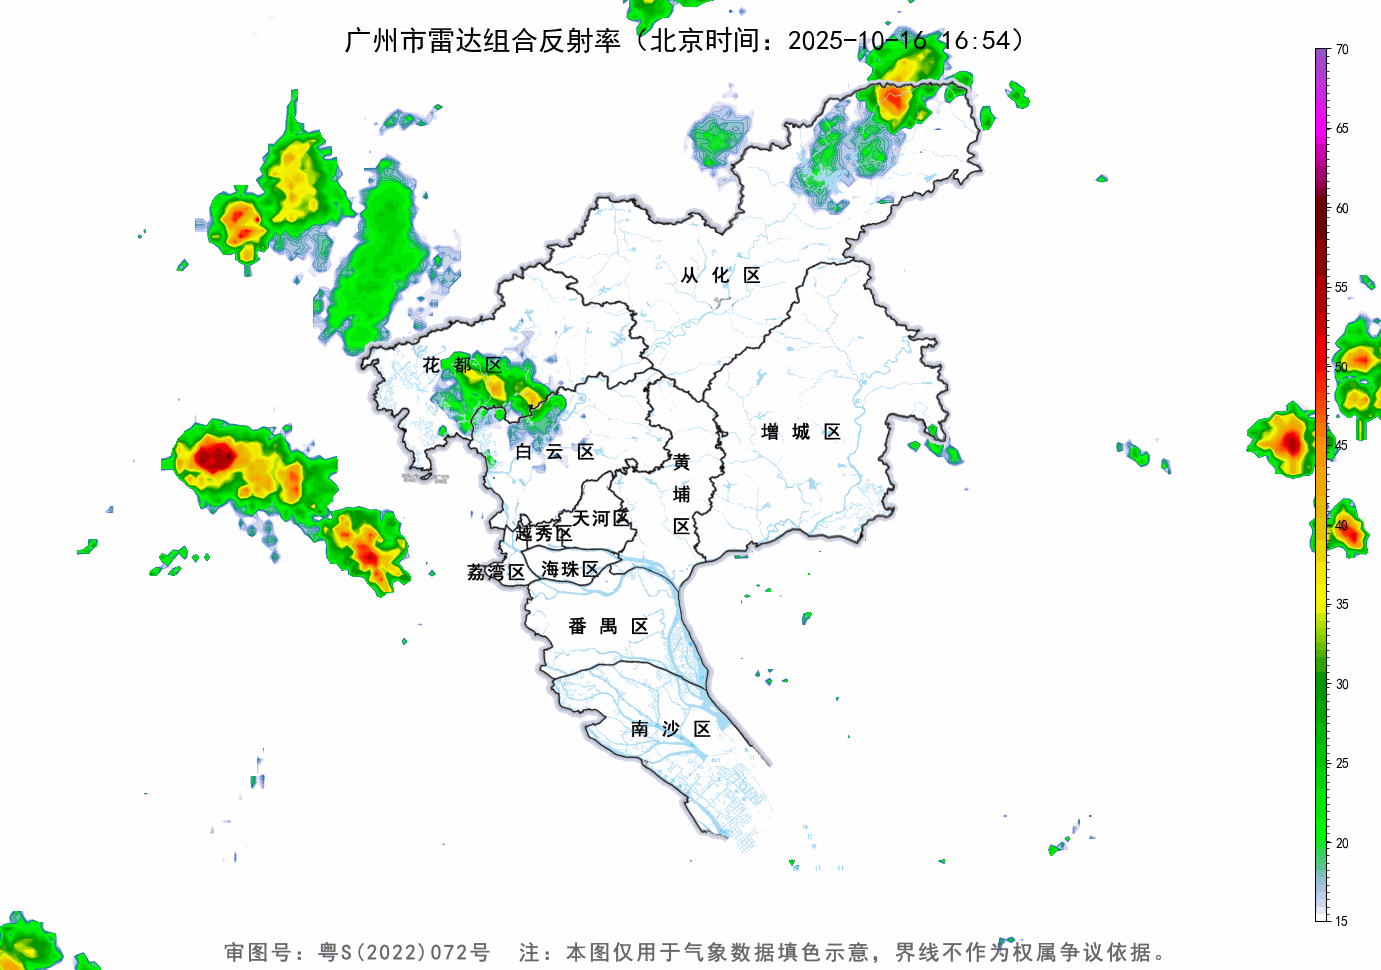 广州市雷达组合反射率（北京时间：2025-10-16 16:54）
70
65
60
55
50
45
40
35
30
25
20
15
从化区
花都区
增城区
白云区
黄埔区
天河区
越秀区
荔湾区
海珠区
番禺区
南沙区
审图号：粤S(2022)072号 注：本图仅用于气象数据填色示意，界线不作为权属争议依据。